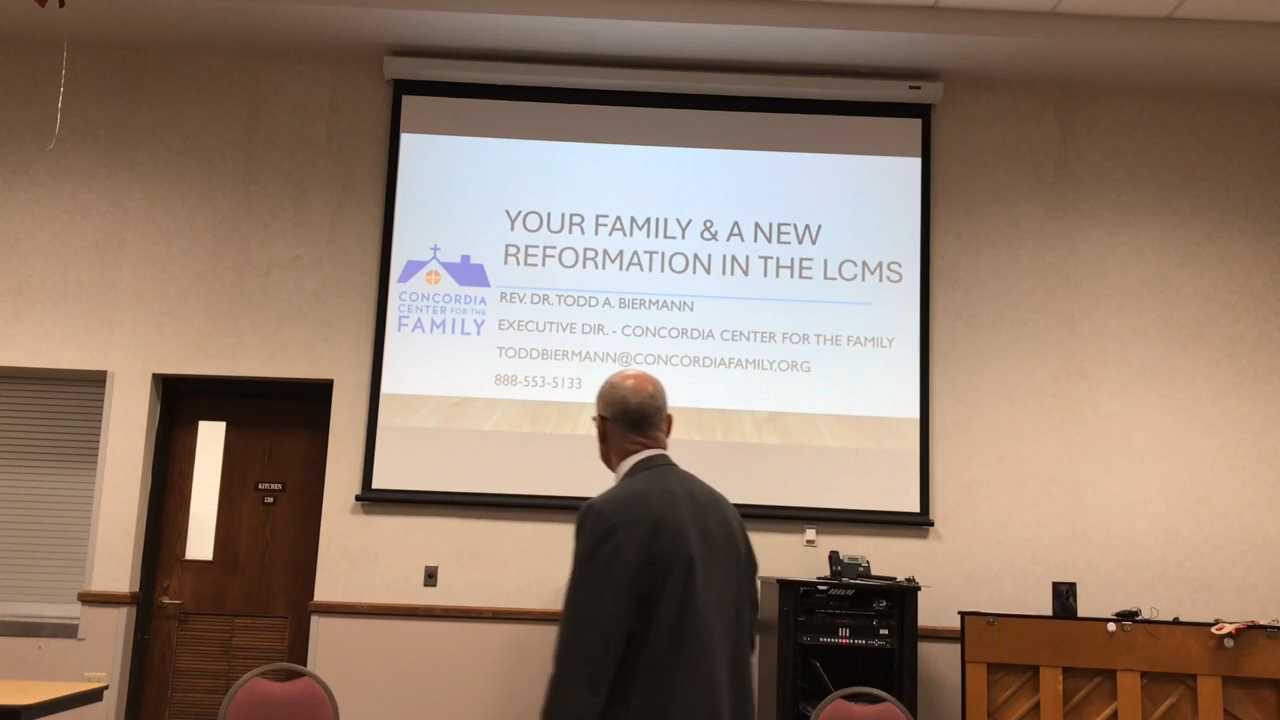 YOUR FAMILY & A NEW
REFORMATION IN THE LCMS
REV. DR. TODD A. BIERMANN
EXECUTIVE DIR. - CONCORDIA CENTER FOR THE FAMILY
TODDBIERMANN@CONCORDIAFAMILY.ORG
888-553-5133
CONCORDIA
CENTER FOR THE
FAMILY
KITCHEN
138